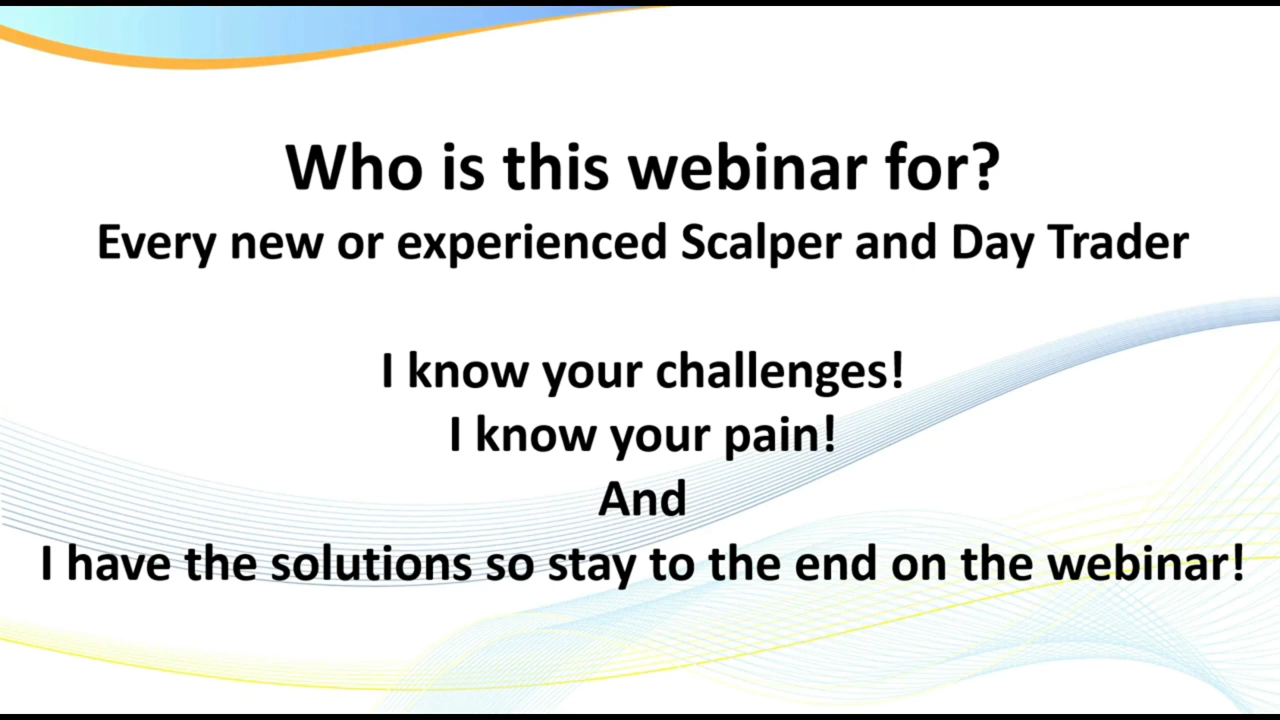 Who is this webinar for?
Every new or experienced Scalper and Day Trader
I know your challenges!
I know your pain!
And
I have the solutions so stay to the end on the webinar!